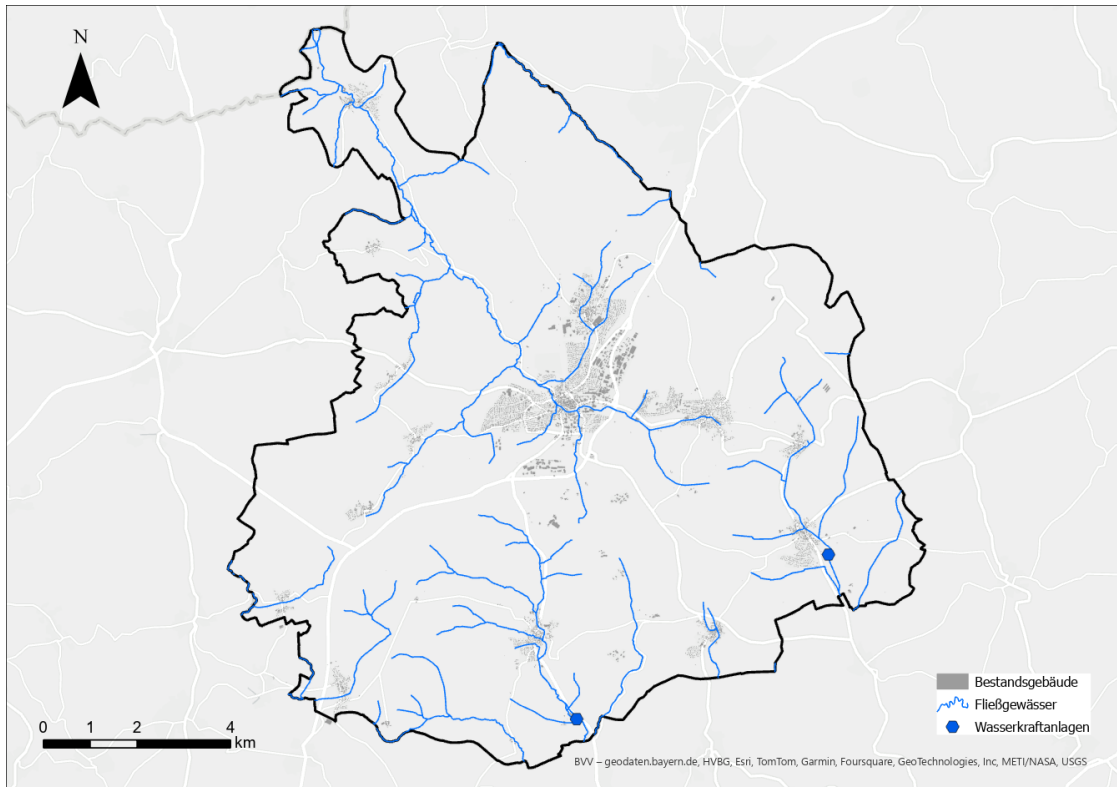 N
Bestandsgebäude
Fließgewässer
Wasserkraftanlagen
0 1 2 4
km
BVV – geodaten.bayern.de, HVBG, Esri, TomTom, Garmin, Foursquare, GeoTechnologies, Inc, METI/NASA, USGS